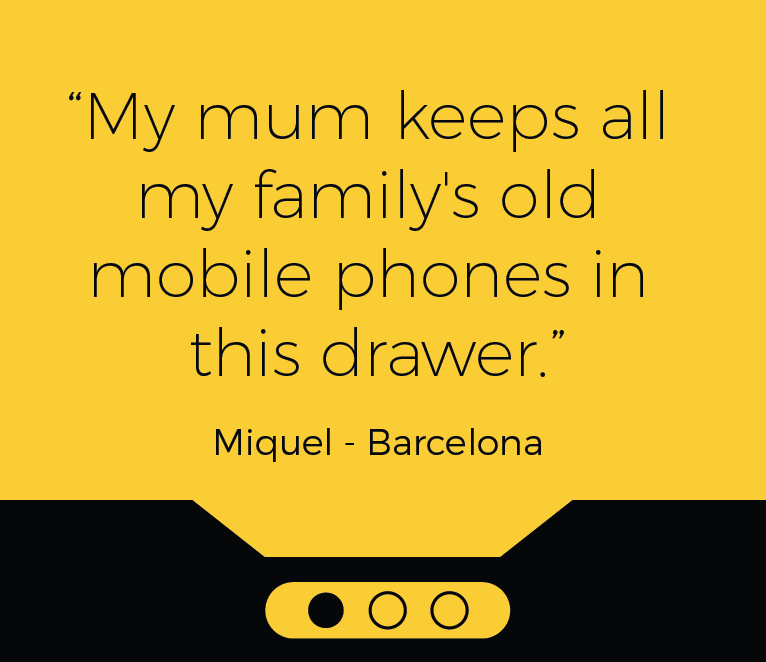 “My mum keeps all
my family's old
mobile phones in
this drawer.”
Miquel - Barcelona